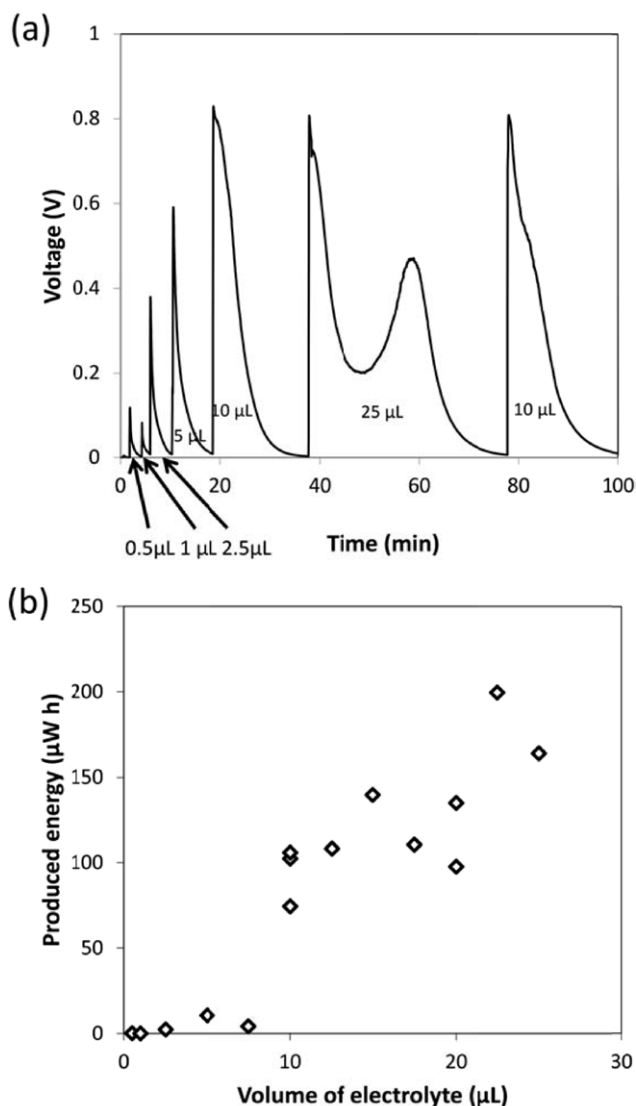 (a)
1
0.8
0.6
0.4
0.2
0
Voltage (V)
5 µL
10 µL
25 µL
10 µL
0 20 40 60 80 100
0.5µL 1 µL 2.5µL
Time (min)
(b)
250
200
150
100
50
0
Produced energy (µW h)
0 10 20 30
Volume of electrolyte (µL)